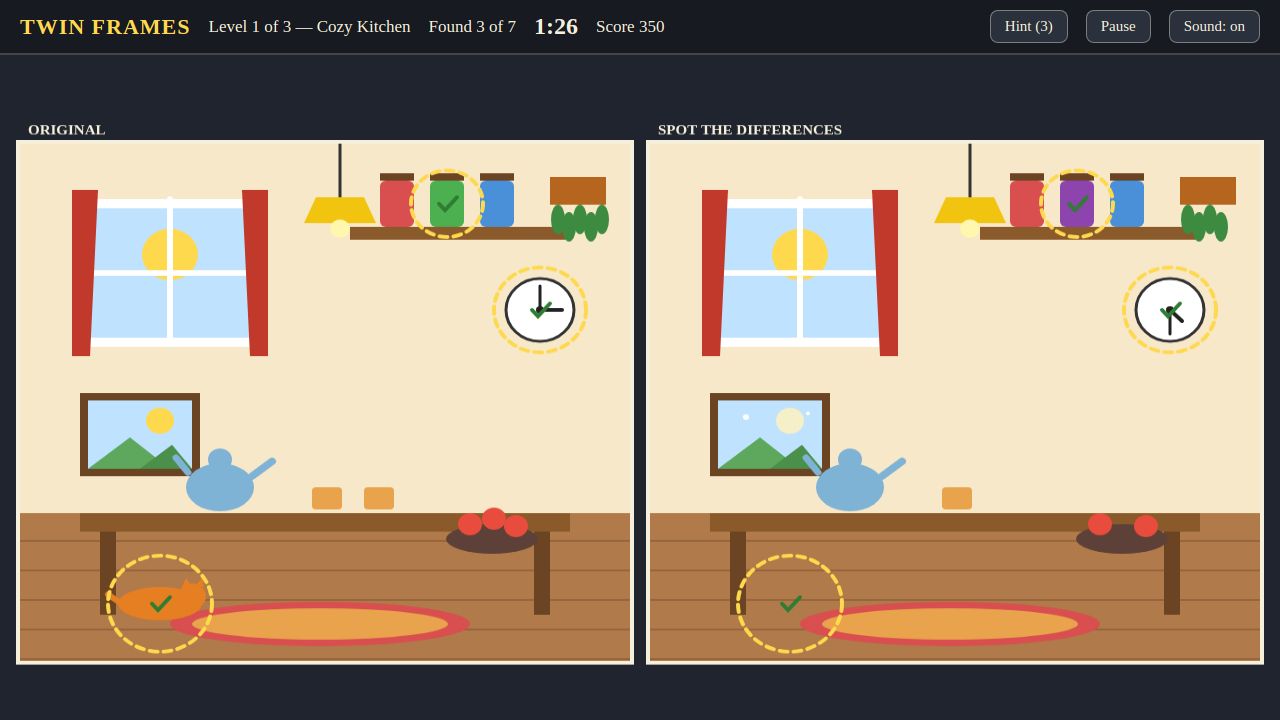 TWIN FRAMES Level 1 of 3 — Cozy Kitchen Found 3 of 7 1:26 Score 350 Hint (3) Pause Sound: on
ORIGINAL SPOT THE DIFFERENCES